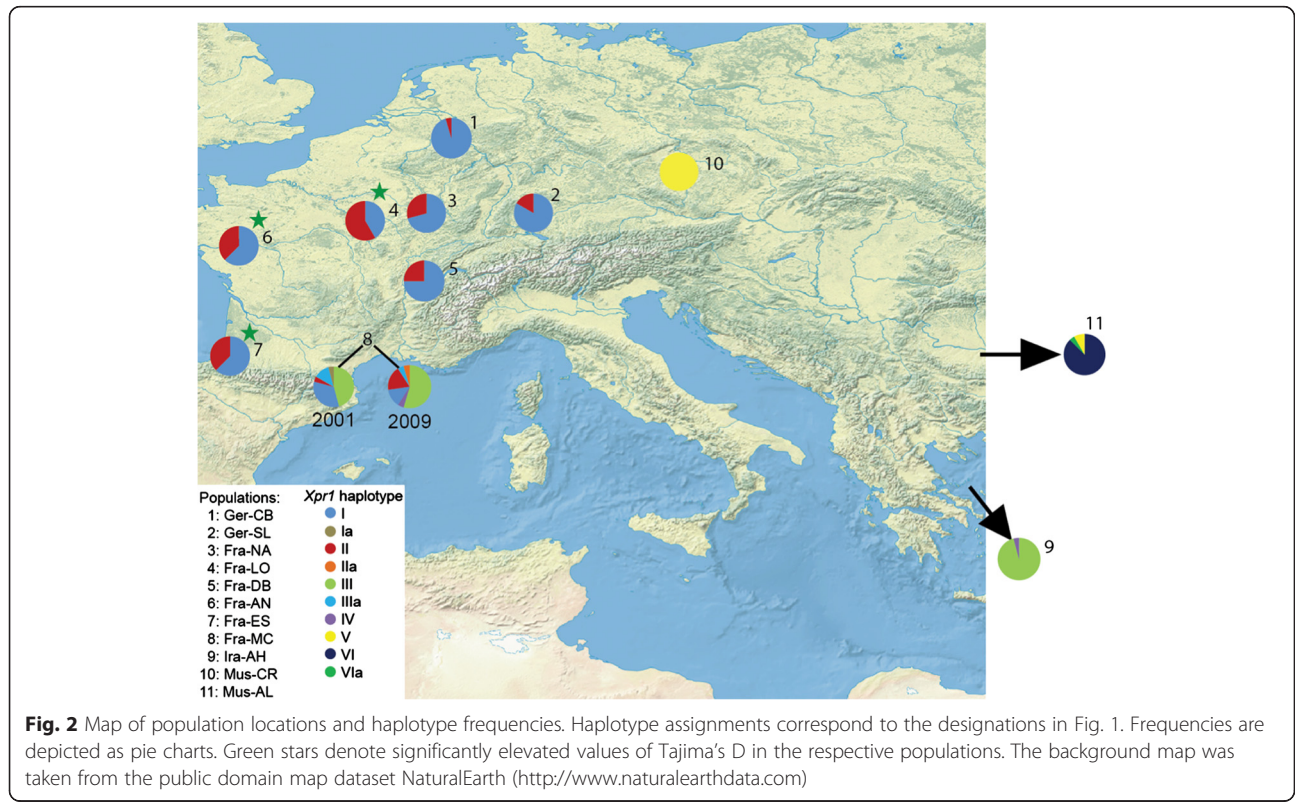 1
10
2
3
4
6
5
11
7
8
2001
2009
9
Populations:
1: Ger-CB
2: Ger-SL
3: Fra-NA
4: Fra-LO
5: Fra-DB
6: Fra-AN
7: Fra-ES
8: Fra-MC
9: Ira-AH
10: Mus-CR
11: Mus-AL
Xpr1 haplotype
I
Ia
II
IIa
III
IIIa
IV
V
VI
VIa
Fig. 2 Map of population locations and haplotype frequencies. Haplotype assignments correspond to the designations in Fig. 1. Frequencies are
depicted as pie charts. Green stars denote significantly elevated values of Tajima's D in the respective populations. The background map was
taken from the public domain map dataset NaturalEarth (http://www.naturalearthdata.com)